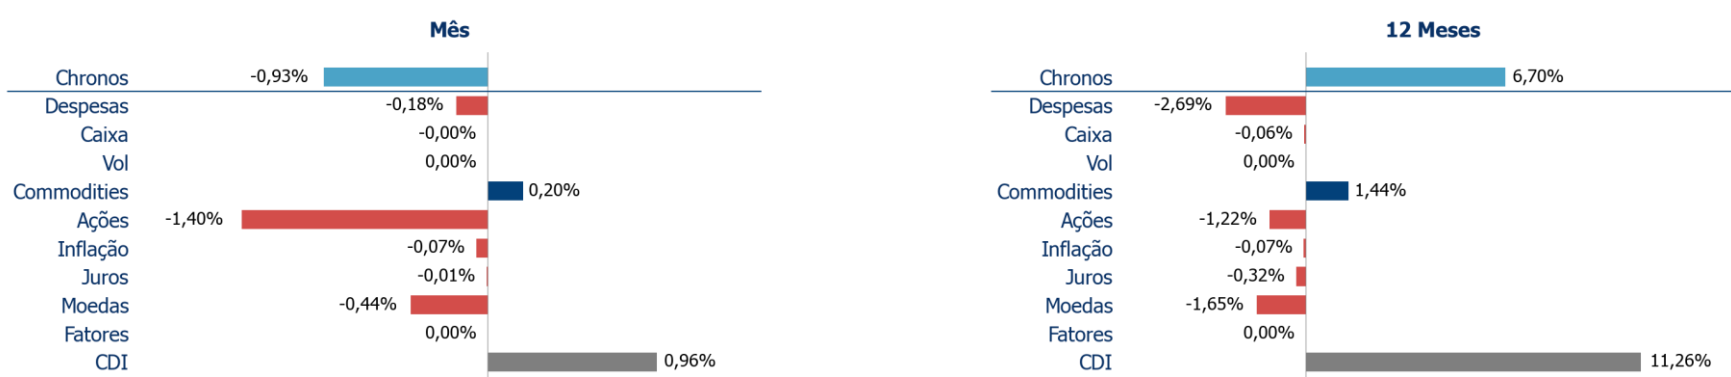 Mês
Chronos -0,93%
Despesas -0,18%
Caixa -0,00%
Vol 0,00%
Commodities 0,20%
Ações -1,40%
Inflação -0,07%
Juros -0,01%
Moedas -0,44%
Fatores 0,00%
CDI 0,96%
12 Meses
Chronos 6,70%
Despesas -2,69%
Caixa -0,06%
Vol 0,00%
Commodities 1,44%
Ações -1,22%
Inflação -0,07%
Juros -0,32%
Moedas -1,65%
Fatores 0,00%
CDI 11,26%